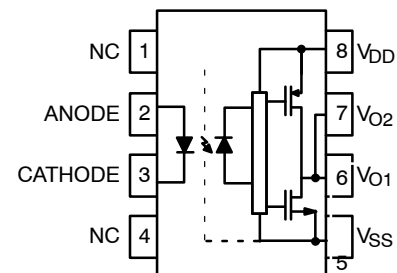 NC 1
8 VDD
ANODE 2
7 VO2
CATHODE 3
6 VO1
NC 4
5 VSS